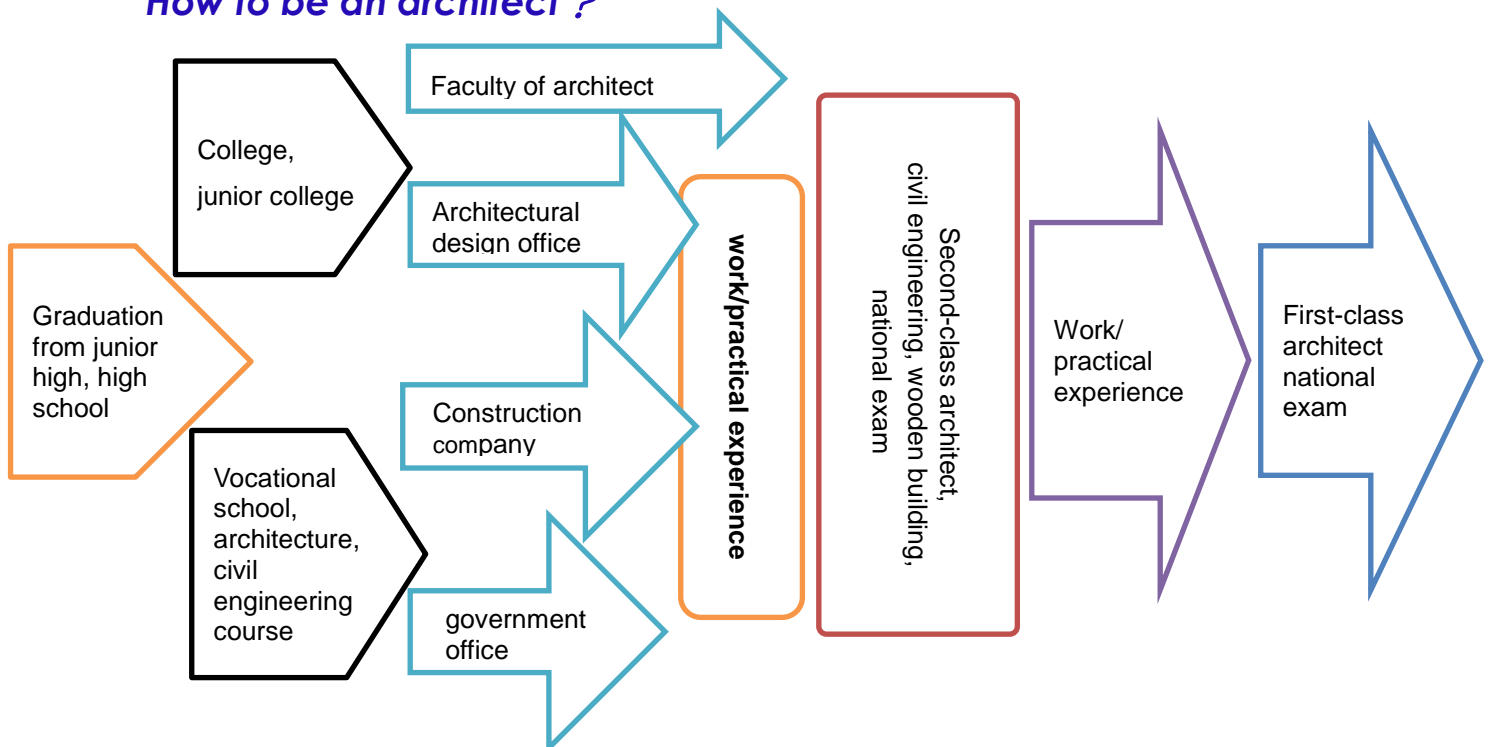 How to be an architect？
College,
junior college
Faculty of architect
Architectural
design office
Graduation
from junior
high, high
school
Construction
company
Vocational
school,
architecture,
civil
engineering
course
government
office
work/practical experience
Second-class architect,
civil engineering, wooden building,
national exam
Work/
practical
experience
First-class
architect
national
exam